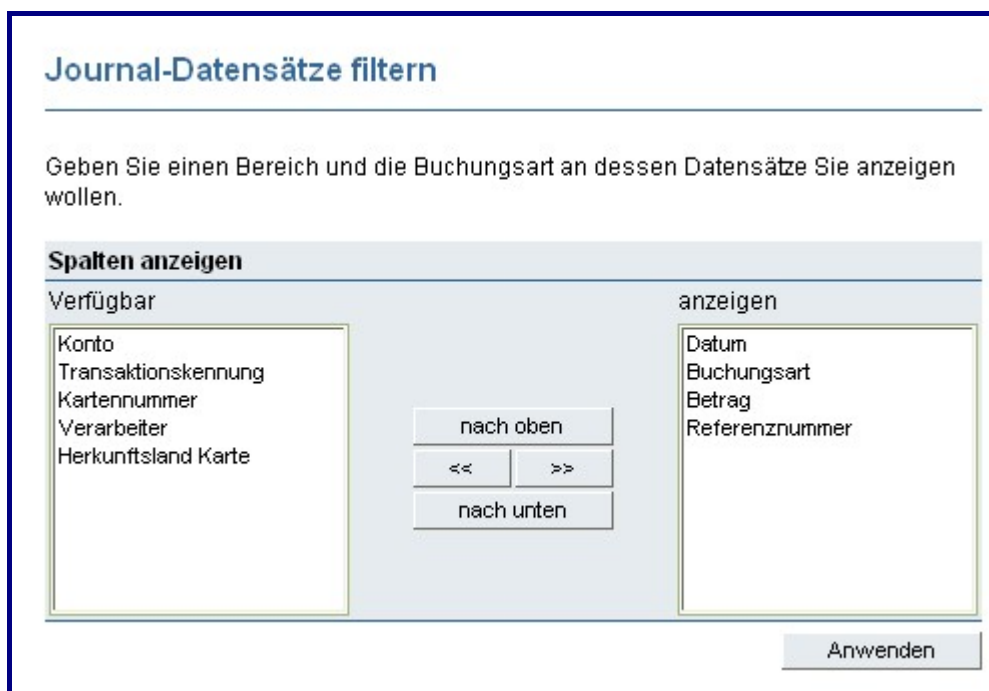 Journal-Datensätze filtern
Geben Sie einen Bereich und die Buchungsart an dessen Datensätze Sie anzeigen
wollen.
Spalten anzeigen
Verfügbar
anzeigen
Konto
Transaktionskennung
Kartennummer
Verarbeiter
Herkunftsland Karte
nach oben
<< >>
nach unten
Datum
Buchungsart
Betrag
Referenznummer
Anwenden